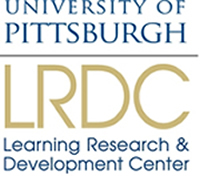 UNIVERSITY OF
PITTSBURGH
LRDC
Learning Research &
Development Center